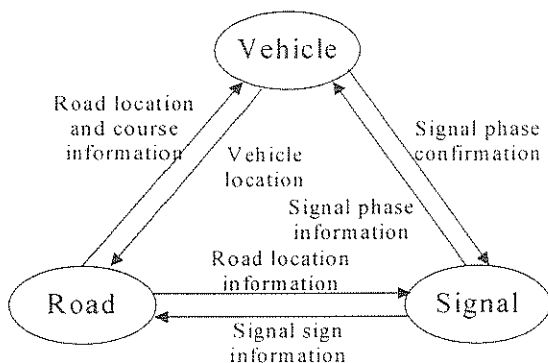 Vehicle
Road location
and course
information
Signal phase
confirmation
Vehicle
location
Signal phase
information
Road location
information
Road
Signal
Signal sign
information